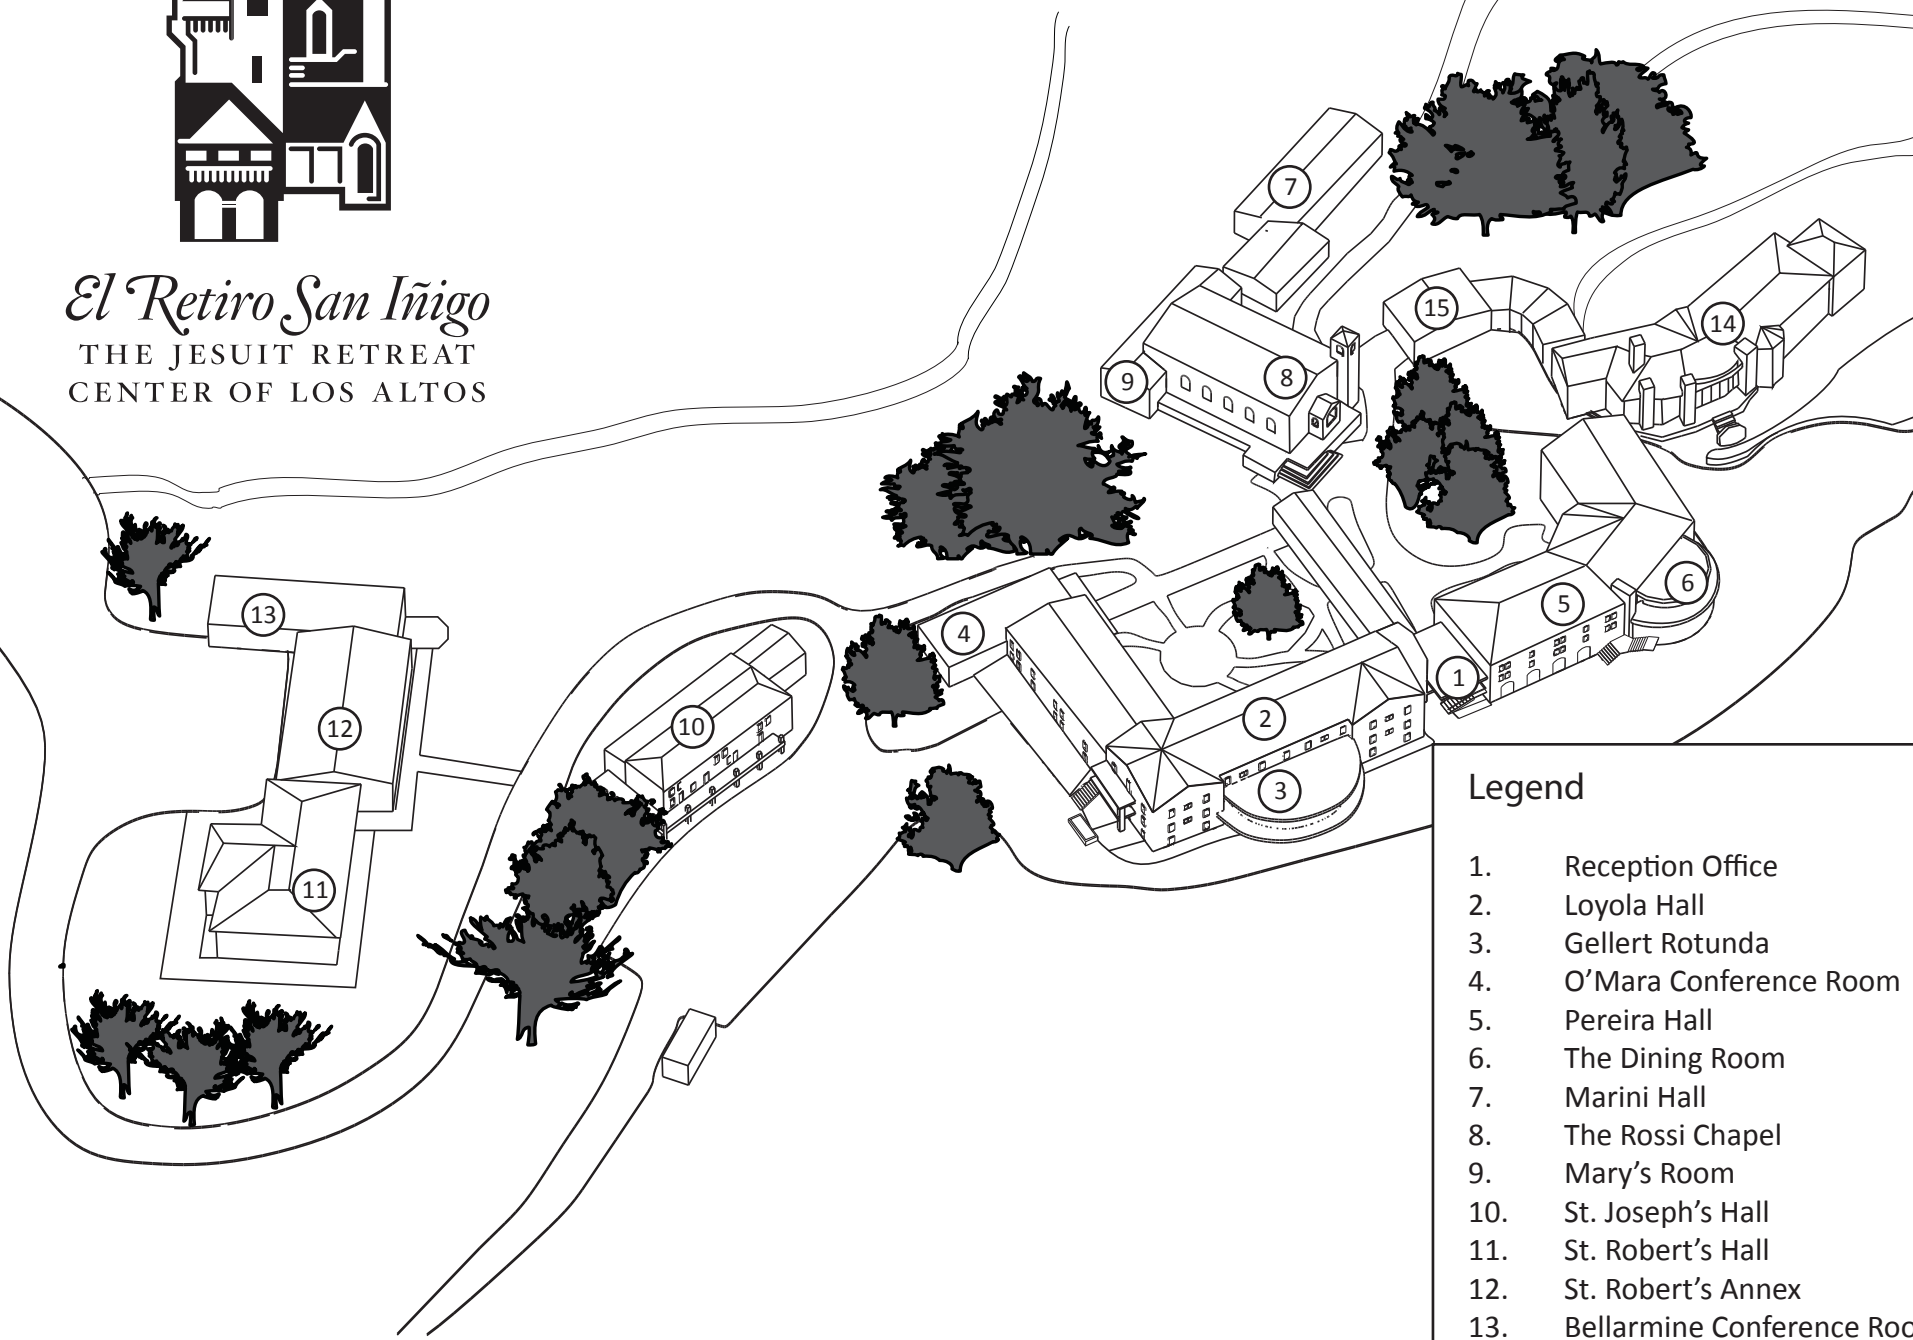 El Retiro San Iñigo
THE JESUIT RETREAT
CENTER OF LOS ALTOS
7
15
14
9
8
13
4
5
6
12
10
2
1
3
11
Legend
1. Reception Office
2. Loyola Hall
3. Gellert Rotunda
4. O’Mara Conference Room
5. Pereira Hall
6. The Dining Room
7. Marini Hall
8. The Rossi Chapel
9. Mary’s Room
10. St. Joseph’s Hall
11. St. Robert’s Hall
12. St. Robert’s Annex
13. Bellarmine Conference